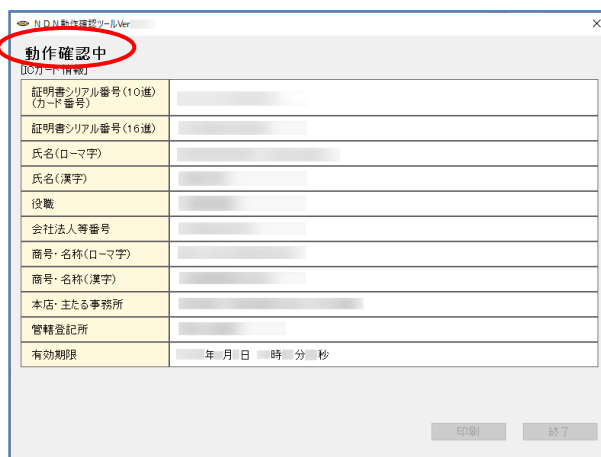 NDN動作確認ツールVer
動作確認中
[ICカード情報]
証明書シリアル番号(10進)
(カード番号)
証明書シリアル番号(16進)
氏名(ローマ字)
氏名(漢字)
役職
会社法人等番号
商号・名称(ローマ字)
商号・名称(漢字)
本店・主たる事務所
管轄登記所
有効期限 年 月 日 時 分 秒
印刷 終了